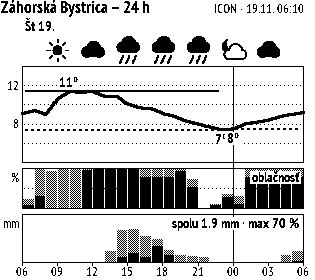 Záhorská Bystrica – 24 h
ICON · 19.11. 06:10
Št 19.
11°
12
8
7°8°
%
oblačnosť
mm
spolu 1.9 mm · max 70 %
06 09 12 15 18 21 00 03 06